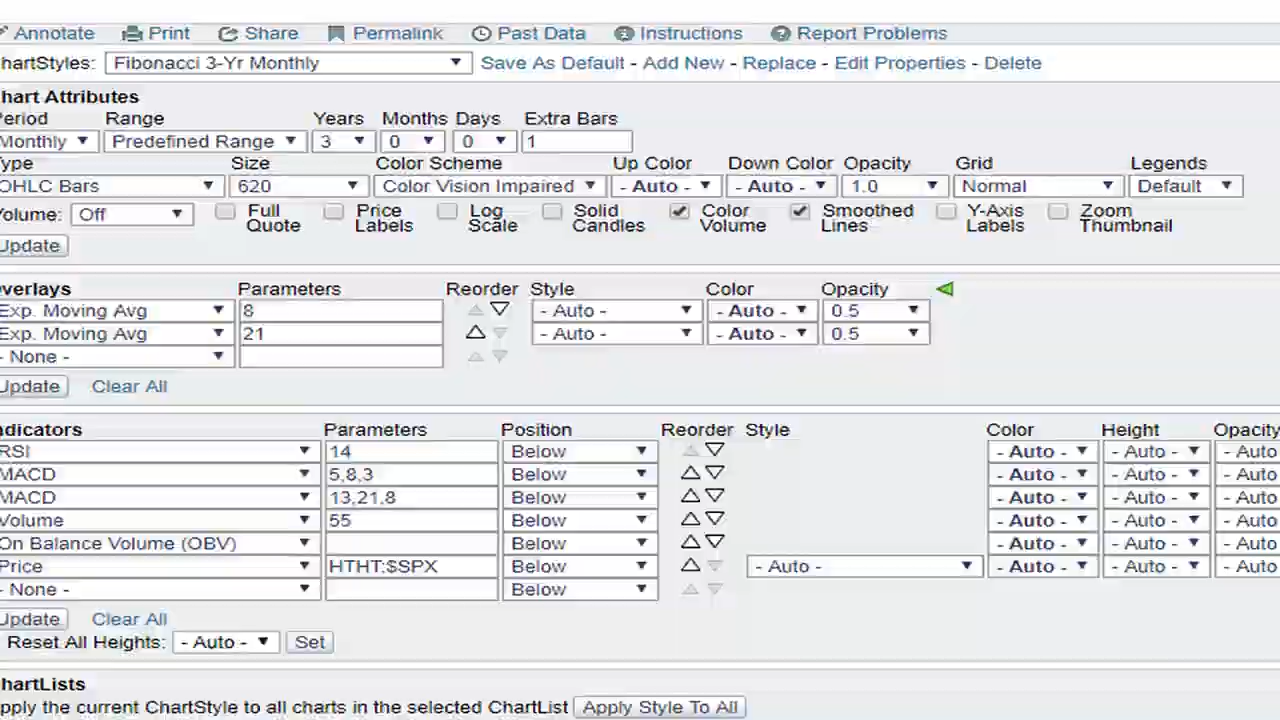 Annotate Print Share Permalink Past Data Instructions Report Problems
hartStyles: Fibonacci 3-Yr Monthly Save As Default - Add New - Replace - Edit Properties - Delete
hart Attributes
Period Range Years Months Days Extra Bars
Monthly Predefined Range 3 0 0 1
Type Size Color Scheme Up Color Down Color Opacity Grid Legends
OHLC Bars 620 Color Vision Impaired - Auto - - Auto - 1.0 Normal Default
Volume: Off Full Quote Price Labels Log Scale Solid Candles Color Volume Smoothed Lines Y-Axis Labels Zoom Thumbnail
Update
verlays Parameters Reorder Style Color Opacity
Exp. Moving Avg 8 - Auto - - Auto - 0.5
Exp. Moving Avg 21 - Auto - - Auto - 0.5
- None -
Update Clear All
ndicators Parameters Position Reorder Style Color Height Opacity
RSI 14 Below - Auto - - Auto - - Auto
MACD 5,8,3 Below - Auto - - Auto - - Auto
MACD 13,21,8 Below - Auto - - Auto - - Auto
Volume 55 Below - Auto - - Auto - - Auto
On Balance Volume (OBV) Below - Auto - - Auto - - Auto
Price HTHT:$SPX Below - Auto - - Auto - - Auto - - Auto
- None - Below
Update Clear All
Reset All Heights: - Auto - Set
hartLists
pply the current ChartStyle to all charts in the selected ChartList Apply Style To All